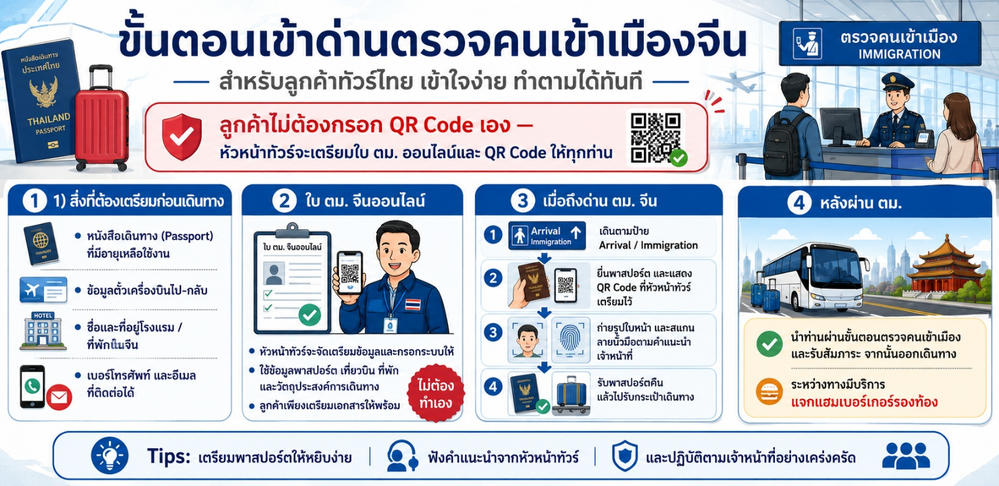 ขั้นตอนเข้าด่านตรวจคนเข้าเมืองจีน
สำหรับลูกค้าทัวร์ไทย เข้าใจง่าย ทำตามได้ทันที
หนังสือเดินทาง
ประเทศไทย
THAILAND
PASSPORT
ลูกค้าไม่ต้องกรอก QR Code เอง —
หัวหน้าทัวร์จะเตรียมใบ ตม. ออนไลน์และ QR Code ให้ทุกท่าน
ตรวจคนเข้าเมือง
IMMIGRATION
1 1) สิ่งที่ต้องเตรียมก่อนเดินทาง
หนังสือเดินทาง (Passport)
ที่มีอายุเหลือใช้งาน
ข้อมูลตั๋วเครื่องบินไป-กลับ
HOTEL
ชื่อและที่อยู่โรงแรม /
ที่พักในจีน
เบอร์โทรศัพท์ และอีเมล
ที่ติดต่อได้
2 ใบ ตม. จีนออนไลน์
ใบ ตม. จีนออนไลน์
หัวหน้าทัวร์จะจัดเตรียมข้อมูลและกรอกระบบให้
ใช้ข้อมูลพาสปอร์ต เที่ยวบิน ที่พัก
และวัตถุประสงค์การเดินทาง
ลูกค้าเพียงเตรียมเอกสารให้พร้อม
ไม่ต้อง
ทำเอง
3 เมื่อถึงด่าน ตม. จีน
1
Arrival
Immigration
เดินตามป้าย
Arrival / Immigration
2
ยื่นพาสปอร์ต และแสดง
QR Code ที่หัวหน้าทัวร์
เตรียมไว้
3
ถ่ายรูปใบหน้า และสแกน
ลายนิ้วมือตามคำแนะนำ
เจ้าหน้าที่
4
รับพาสปอร์ตคืน
แล้วไปรับกระเป๋าเดินทาง
4 หลังผ่าน ตม.
นำท่านผ่านขั้นตอนตรวจคนเข้าเมือง
และรับสัมภาระ จากนั้นออกเดินทาง
ระหว่างทางมีบริการ
แจกแฮมเบอร์เกอร์รองท้อง
Tips: เตรียมพาสปอร์ตให้หยิบง่าย
ฟังคำแนะนำจากหัวหน้าทัวร์
และปฏิบัติตามเจ้าหน้าที่อย่างเคร่งครัด